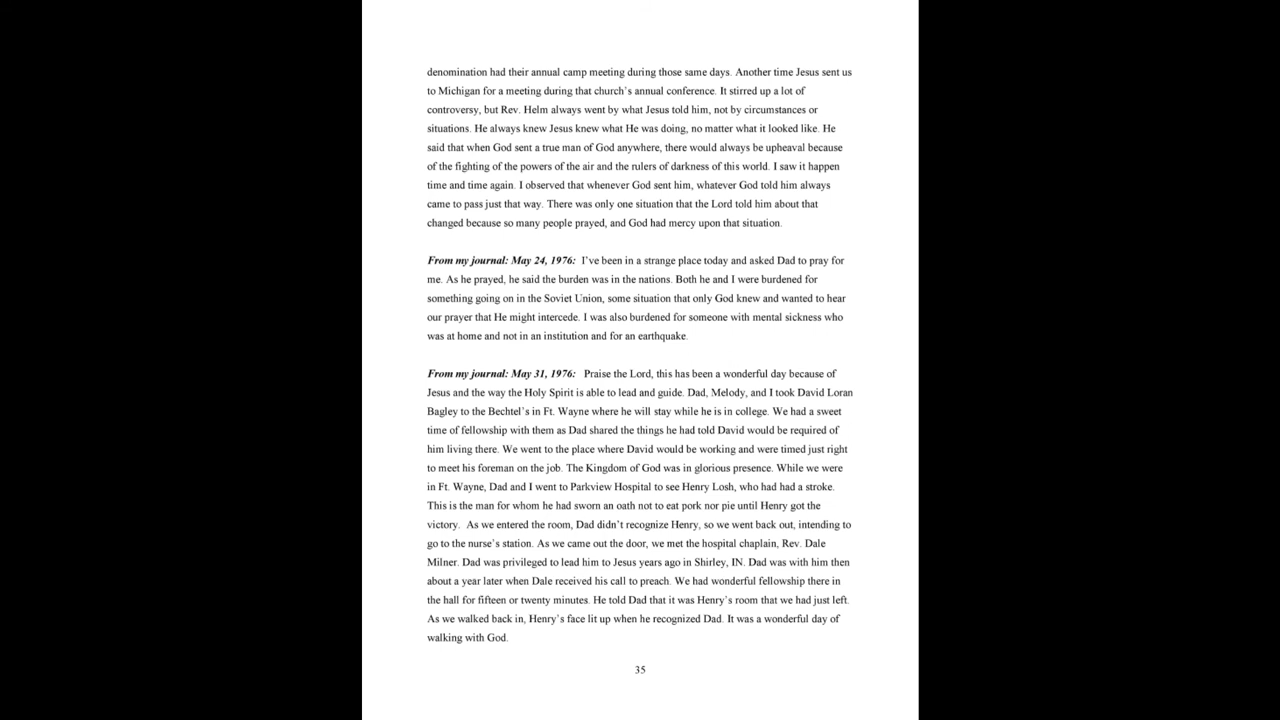 denomination had their annual camp meeting during those same days. Another time Jesus sent us
to Michigan for a meeting during that church's annual conference. It stirred up a lot of
controversy, but Rev. Helm always went by what Jesus told him, not by circumstances or
situations. He always knew Jesus knew what He was doing, no matter what it looked like. He
said that when God sent a true man of God anywhere, there would always be upheaval because
of the fighting of the powers of the air and the rulers of darkness of this world. I saw it happen
time and time again. I observed that whenever God sent him, whatever God told him always
came to pass just that way. There was only one situation that the Lord told him about that
changed because so many people prayed, and God had mercy upon that situation.
From my journal: May 24, 1976: I've been in a strange place today and asked Dad to pray for
me. As he prayed, he said the burden was in the nations. Both he and I were burdened for
something going on in the Soviet Union, some situation that only God knew and wanted to hear
our prayer that He might intercede. I was also burdened for someone with mental sickness who
was at home and not in an institution and for an earthquake.
From my journal: May 31, 1976: Praise the Lord, this has been a wonderful day because of
Jesus and the way the Holy Spirit is able to lead and guide. Dad, Melody, and I took David Loran
Bagley to the Bechtel's in Ft. Wayne where he will stay while he is in college. We had a sweet
time of fellowship with them as Dad shared the things he had told David would be required of
him living there. We went to the place where David would be working and were timed just right
to meet his foreman on the job. The Kingdom of God was in glorious presence. While we were
in Ft. Wayne, Dad and I went to Parkview Hospital to see Henry Losh, who had had a stroke.
This is the man for whom he had sworn an oath not to eat pork nor pie until Henry got the
victory. As we entered the room, Dad didn't recognize Henry, so we went back out, intending to
go to the nurse's station. As we came out the door, we met the hospital chaplain, Rev. Dale
Milner. Dad was privileged to lead him to Jesus years ago in Shirley, IN. Dad was with him then
about a year later when Dale received his call to preach. We had wonderful fellowship there in
the hall for fifteen or twenty minutes. He told Dad that it was Henry's room that we had just left.
As we walked back in, Henry's face lit up when he recognized Dad. It was a wonderful day of
walking with God.
35